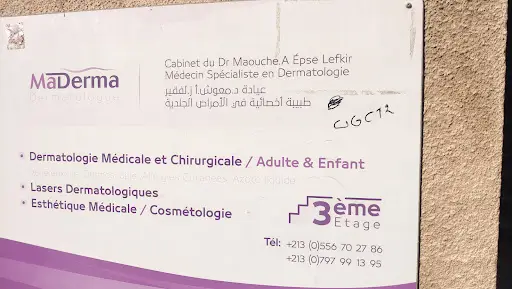 MaDerma
Dermatologue
Cabinet du Dr Maouche.A Épse Lefkir
Médecin Spécialiste en Dermatologie
عيادة د.معوش.أ ز.لفقير
طبيبة أخصائية في الأمراض الجلدية
• Dermatologie Médicale et Chirurgicale / Adulte & Enfant
• Lasers Dermatologiques
• Esthétique Médicale / Cosmétologie
3ème
Etage
Tél: +213 (0)556 70 27 86
+213 (0)797 99 13 95